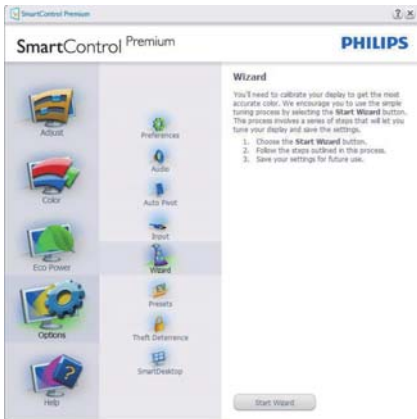 SmartControl Premium
SmartControl Premium
PHILIPS
Adjust
Color
Eco Power
Options
Help
Preferences
Audio
Auto Pivot
Input
Wizard
Presets
Theft Deterrence
SmartDesktop
Wizard
You'll need to calibrate your display to get the most
accurate color. We encourage you to use the simple
tuning process by selecting the Start Wizard button.
This process involves a series of steps that will let you
tune your display and save the settings.
1. Choose the Start Wizard button.
2. Follow the steps outlined in the process.
3. Save your settings for future use.
Start Wizard